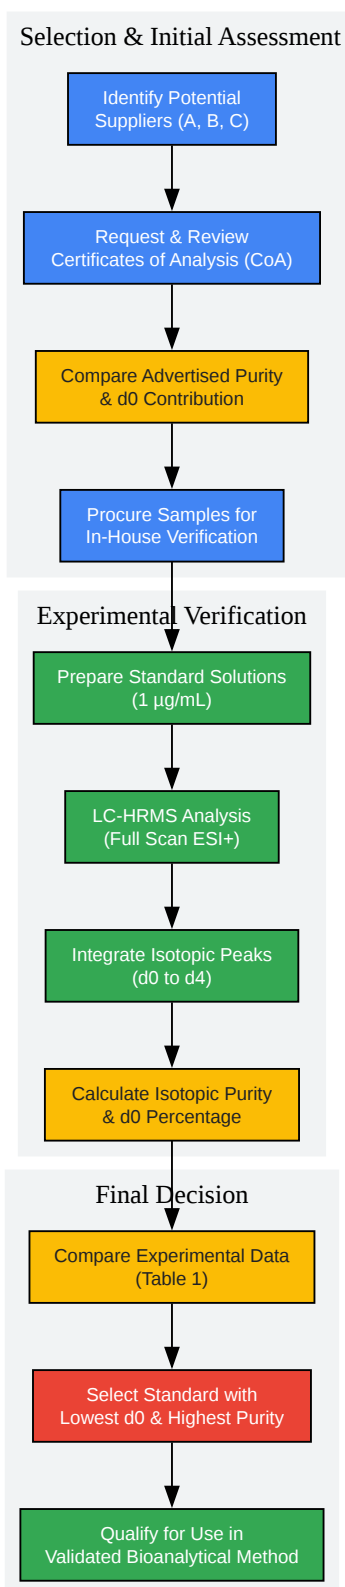 Selection & Initial Assessment
Identify Potential
Suppliers (A, B, C)
Request & Review
Certificates of Analysis (CoA)
Compare Advertised Purity
& d0 Contribution
Procure Samples for
In-House Verification
Experimental Verification
Prepare Standard Solutions
(1 µg/mL)
LC-HRMS Analysis
(Full Scan ESI+)
Integrate Isotopic Peaks
(d0 to d4)
Calculate Isotopic Purity
& d0 Percentage
Final Decision
Compare Experimental Data
(Table 1)
Select Standard with
Lowest d0 & Highest Purity
Qualify for Use in
Validated Bioanalytical Method